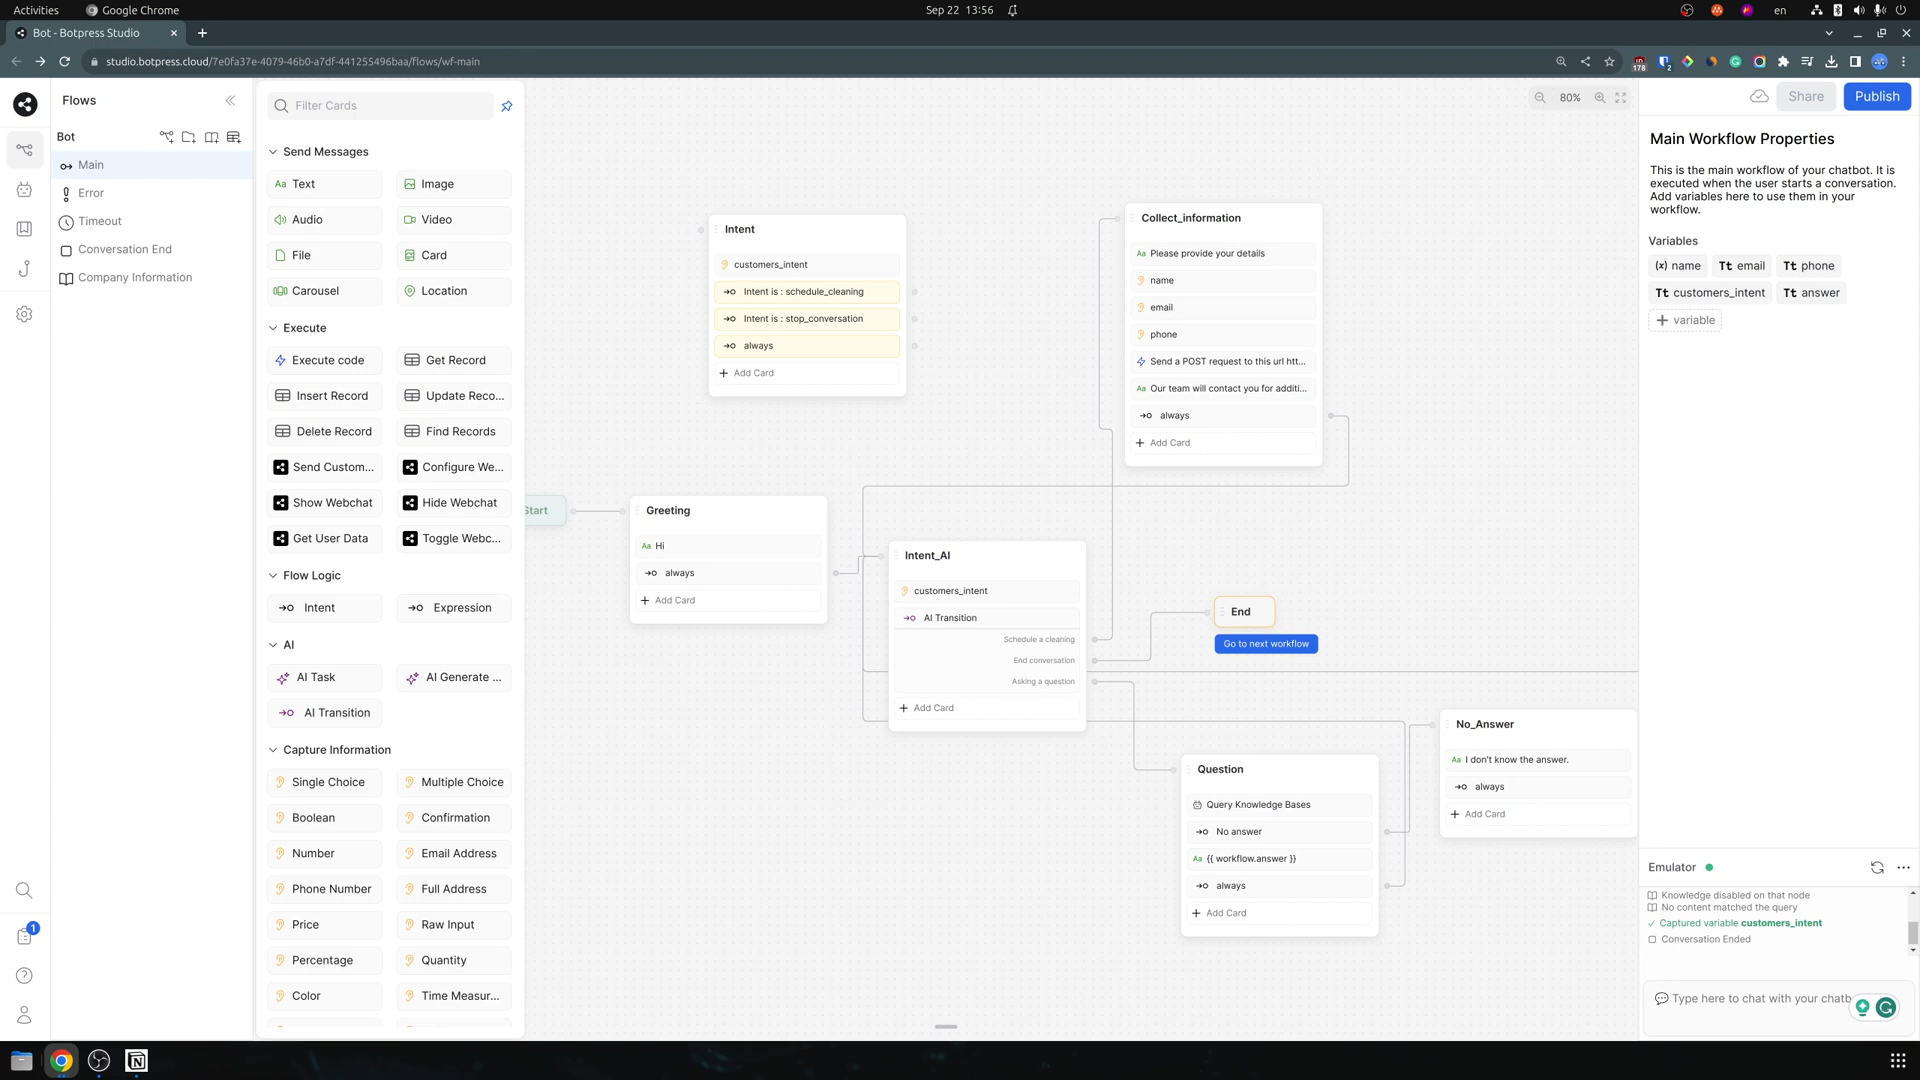 Activities
Google Chrome
Sep 22 13:56
en
Bot - Botpress Studio
studio.botpress.cloud/7e0fa37e-4079-46b0-a7df-441255496baa/flows/wf-main
178
2
Flows
Bot
Main
Error
Timeout
Conversation End
Company Information
1
Filter Cards
Send Messages
Text
Image
Audio
Video
File
Card
Carousel
Location
Execute
Execute code
Get Record
Insert Record
Update Reco...
Delete Record
Find Records
Send Custom...
Configure We...
Show Webchat
Hide Webchat
Get User Data
Toggle Webc...
Flow Logic
Intent
Expression
AI
AI Task
AI Generate ...
AI Transition
Capture Information
Single Choice
Multiple Choice
Boolean
Confirmation
Number
Email Address
Phone Number
Full Address
Price
Raw Input
Percentage
Quantity
Color
Time Measur...
80%
Intent
customers_intent
Intent is : schedule_cleaning
Intent is : stop_conversation
always
Add Card
Collect_information
Aa Please provide your details
name
email
phone
Send a POST request to this url htt...
Aa Our team will contact you for additi...
always
Add Card
Start
Greeting
Aa Hi
always
Add Card
Intent_AI
customers_intent
AI Transition
Schedule a cleaning
End conversation
Asking a question
Add Card
End
Go to next workflow
Question
Query Knowledge Bases
No answer
Aa {{ workflow.answer }}
always
Add Card
No_Answer
Aa I don't know the answer.
always
Add Card
Share
Publish
Main Workflow Properties
This is the main workflow of your chatbot. It is
executed when the user starts a conversation.
Add variables here to use them in your
workflow.
Variables
(x) name
Tt email
Tt phone
Tt customers_intent
Tt answer
+ variable
Emulator
Knowledge disabled on that node
No content matched the query
Captured variable customers_intent
Conversation Ended
Type here to chat with your chatb